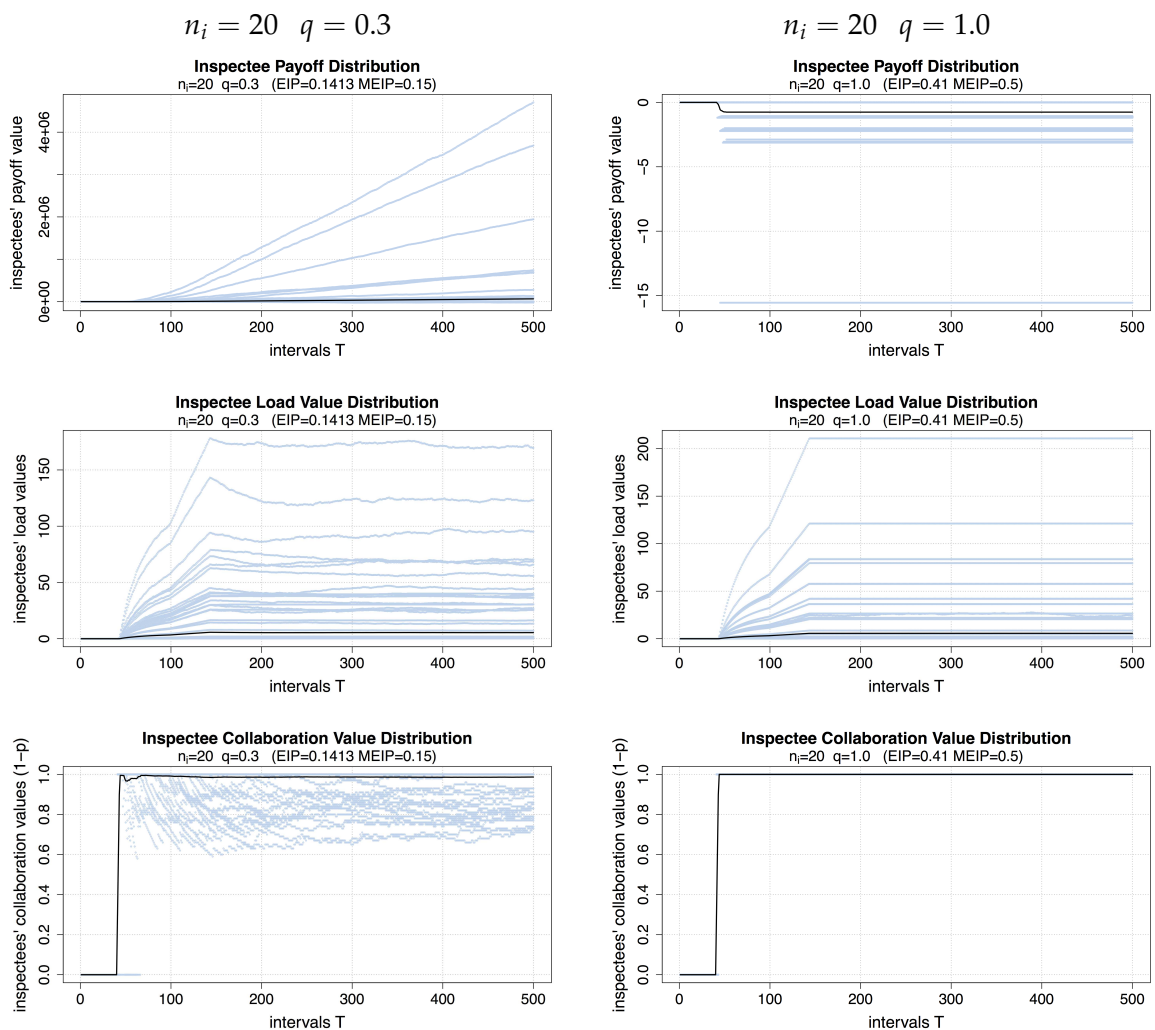 n_i = 20 q = 0.3
n_i = 20 q = 1.0
Inspectee Payoff Distribution
n_i=20 q=0.3 (EIP=0.1413 MEIP=0.15)
inspectees' payoff value
4e+06
2e+06
0e+00
0 100 200 300 400 500
intervals T
Inspectee Payoff Distribution
n_i=20 q=1.0 (EIP=0.41 MEIP=0.5)
inspectees' payoff value
0
−5
−10
−15
0 100 200 300 400 500
intervals T
Inspectee Load Value Distribution
n_i=20 q=0.3 (EIP=0.1413 MEIP=0.15)
inspectees' load values
150
100
50
0
0 100 200 300 400 500
intervals T
Inspectee Load Value Distribution
n_i=20 q=1.0 (EIP=0.41 MEIP=0.5)
inspectees' load values
200
150
100
50
0
0 100 200 300 400 500
intervals T
Inspectee Collaboration Value Distribution
n_i=20 q=0.3 (EIP=0.1413 MEIP=0.15)
inspectees' collaboration values (1−p)
1.0
0.8
0.6
0.4
0.2
0.0
0 100 200 300 400 500
intervals T
Inspectee Collaboration Value Distribution
n_i=20 q=1.0 (EIP=0.41 MEIP=0.5)
inspectees' collaboration values (1−p)
1.0
0.8
0.6
0.4
0.2
0.0
0 100 200 300 400 500
intervals T